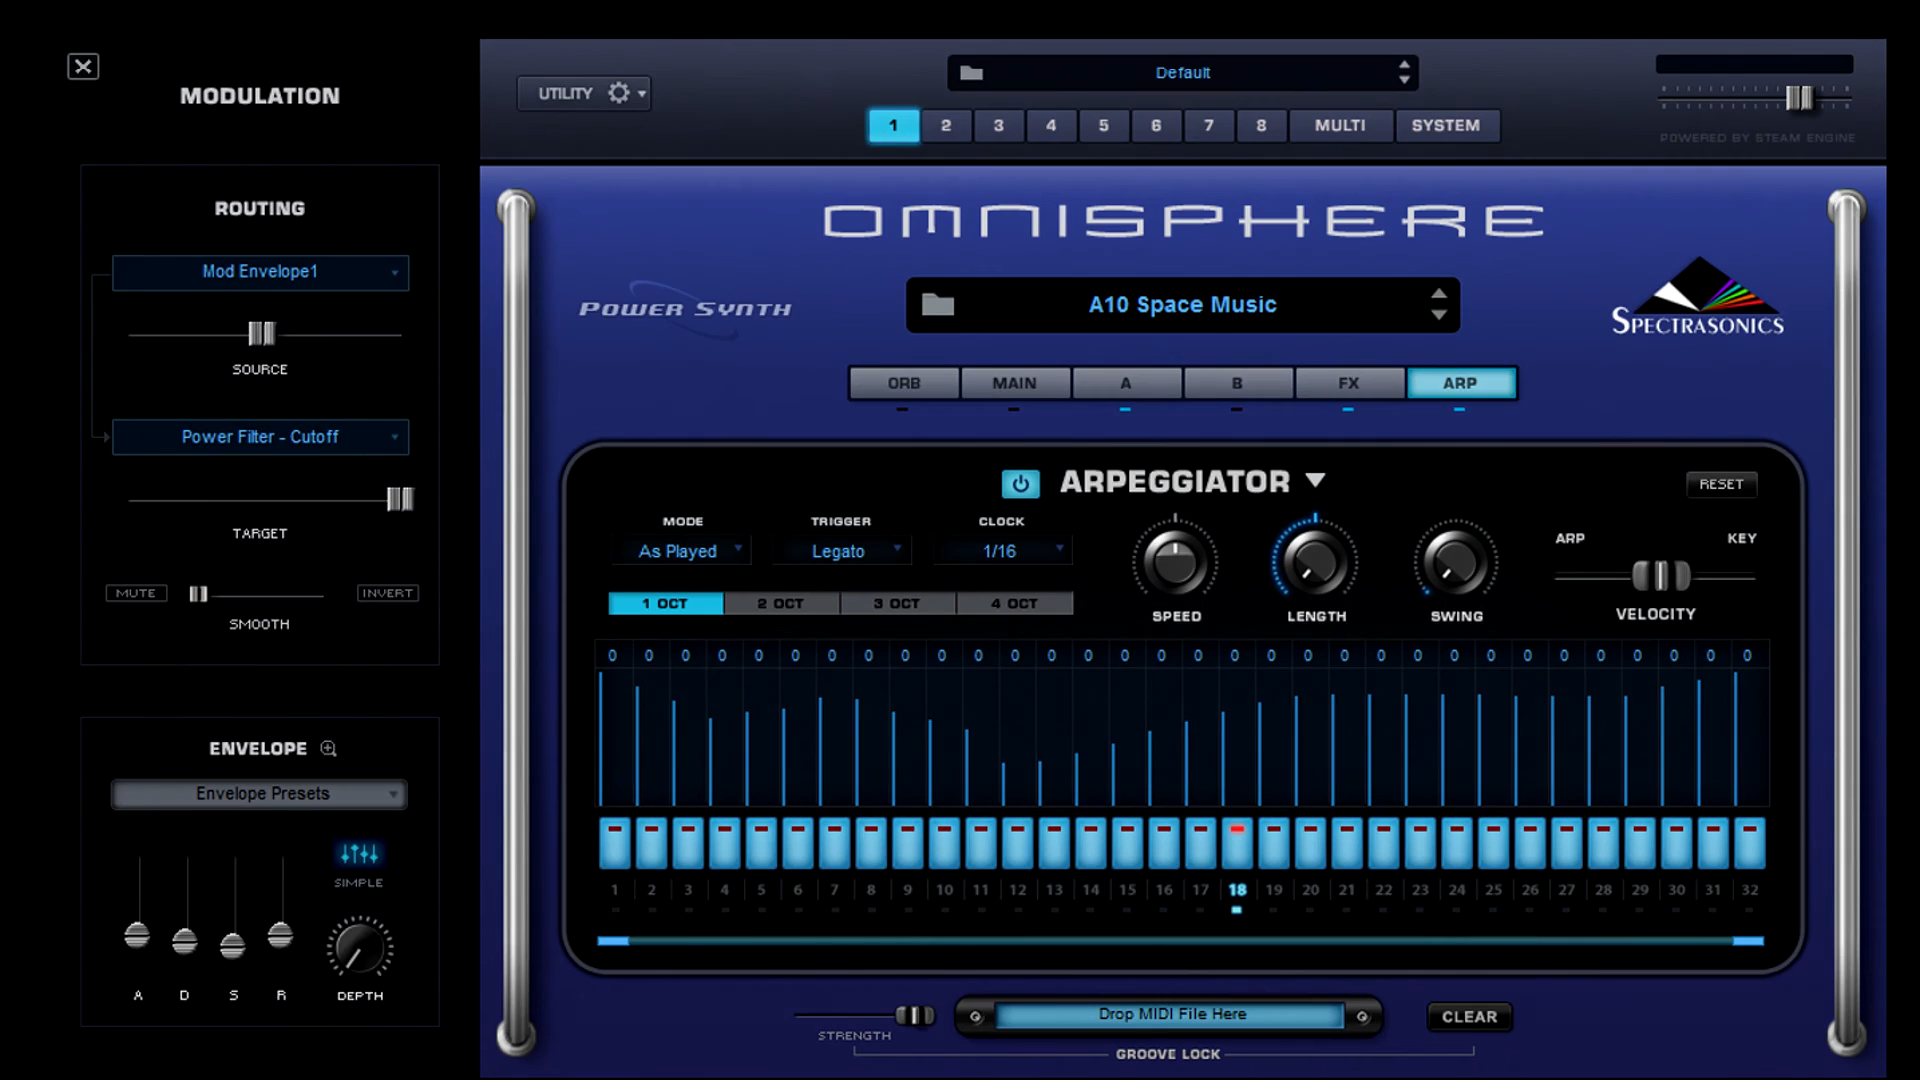 MODULATION
ROUTING
Mod Envelope1
SOURCE
Power Filter - Cutoff
TARGET
MUTE
INVERT
SMOOTH
ENVELOPE
Envelope Presets
SIMPLE
A D S R DEPTH
UTILITY
Default
1 2 3 4 5 6 7 8 MULTI SYSTEM
POWERED BY STEAM ENGINE
OMNISPHERE
POWER SYNTH
A10 Space Music
SPECTRASONICS
ORB MAIN A B FX ARP
ARPEGGIATOR
RESET
MODE TRIGGER CLOCK
As Played Legato 1/16
1 OCT 2 OCT 3 OCT 4 OCT
SPEED LENGTH SWING
ARP KEY
VELOCITY
0 0 0 0 0 0 0 0 0 0 0 0 0 0 0 0 0 0 0 0 0 0 0 0 0 0 0 0 0 0 0 0
1 2 3 4 5 6 7 8 9 10 11 12 13 14 15 16 17 18 19 20 21 22 23 24 25 26 27 28 29 30 31 32
STRENGTH
Drop MIDI File Here
CLEAR
GROOVE LOCK